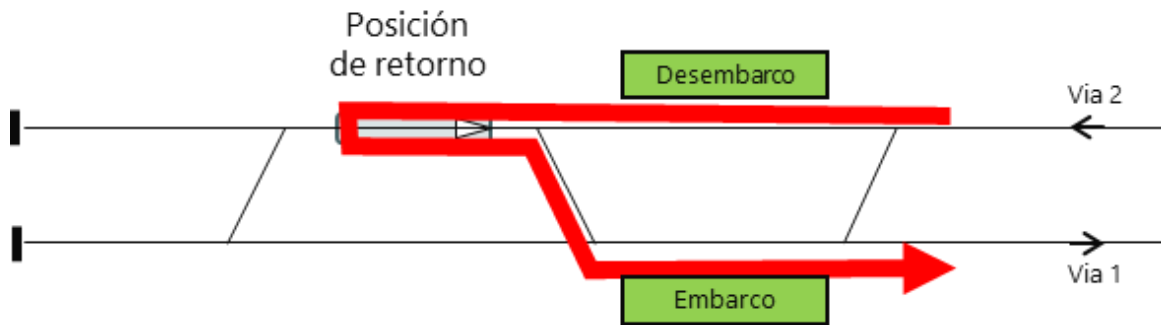 Posición
de retorno
Desembarco
Via 2
Via 1
Embarco